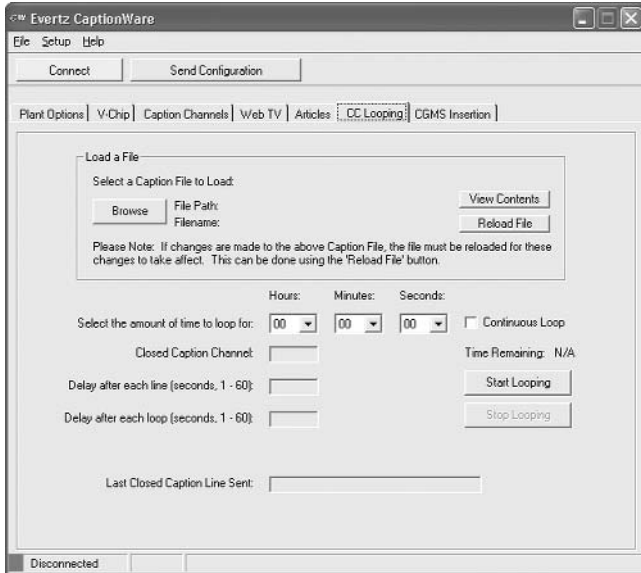 Evertz CaptionWare
File Setup Help
Connect Send Configuration
Plant Options V-Chip Caption Channels Web TV Articles CC Looping CGMS Insertion
Load a File
Select a Caption File to Load:
Browse File Path: View Contents
Filename: Reload File
Please Note: If changes are made to the above Caption File, the file must be reloaded for these
changes to take affect. This can be done using the 'Reload File' button.
Hours: Minutes: Seconds:
Select the amount of time to loop for: 00 00 00 Continuous Loop
Closed Caption Channel: Time Remaining: N/A
Delay after each line (seconds, 1 - 60): Start Looping
Delay after each loop (seconds, 1 - 60): Stop Looping
Last Closed Caption Line Sent:
Disconnected